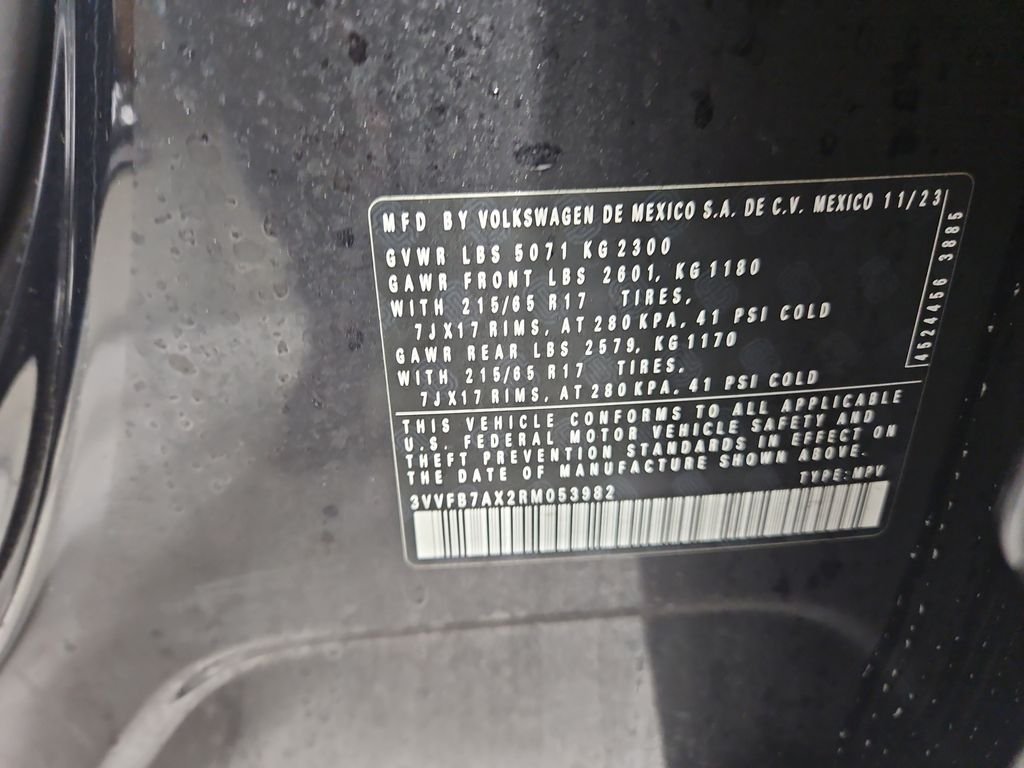 MFD BY VOLKSWAGEN DE MEXICO S.A. DE C.V. MEXICO 11/23
GVWR LBS 5071 KG 2300
GAWR FRONT LBS 2601, KG 1180
WITH 215/65 R17 TIRES,
7JX17 RIMS, AT 280 KPA, 41 PSI COLD
GAWR REAR LBS 2579, KG 1170
WITH 215/65 R17 TIRES,
7JX17 RIMS, AT 280 KPA, 41 PSI COLD
THIS VEHICLE CONFORMS TO ALL APPLICABLE
U.S. FEDERAL MOTOR VEHICLE SAFETY AND
THEFT PREVENTION STANDARDS IN EFFECT ON
THE DATE OF MANUFACTURE SHOWN ABOVE.
TYPE: MPV
3VVFB7AX2RM053982
4521456 3885